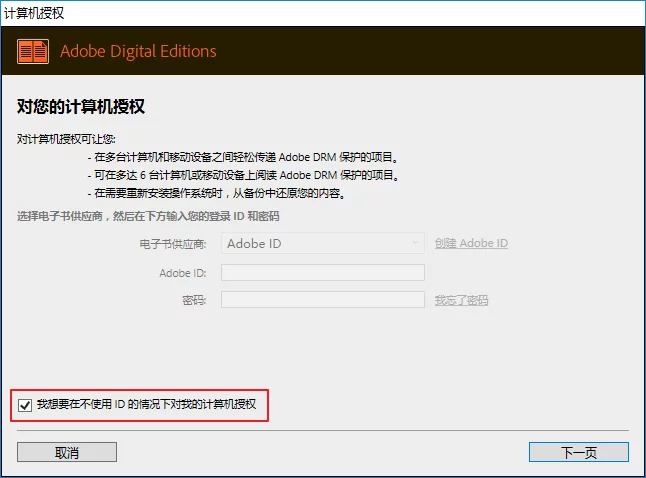 计算机授权
Adobe Digital Editions
对您的计算机授权
对计算机授权可让您:
- 在多台计算机和移动设备之间轻松传递 Adobe DRM 保护的项目。
- 可在多达 6 台计算机或移动设备上阅读 Adobe DRM 保护的项目。
- 在需要重新安装操作系统时，从备份中还原您的内容。
选择电子书供应商，然后在下方输入您的登录 ID 和密码
电子书供应商: Adobe ID 创建 Adobe ID
Adobe ID:
密码: 我忘了密码
我想要在不使用 ID 的情况下对我的计算机授权
取消 下一页